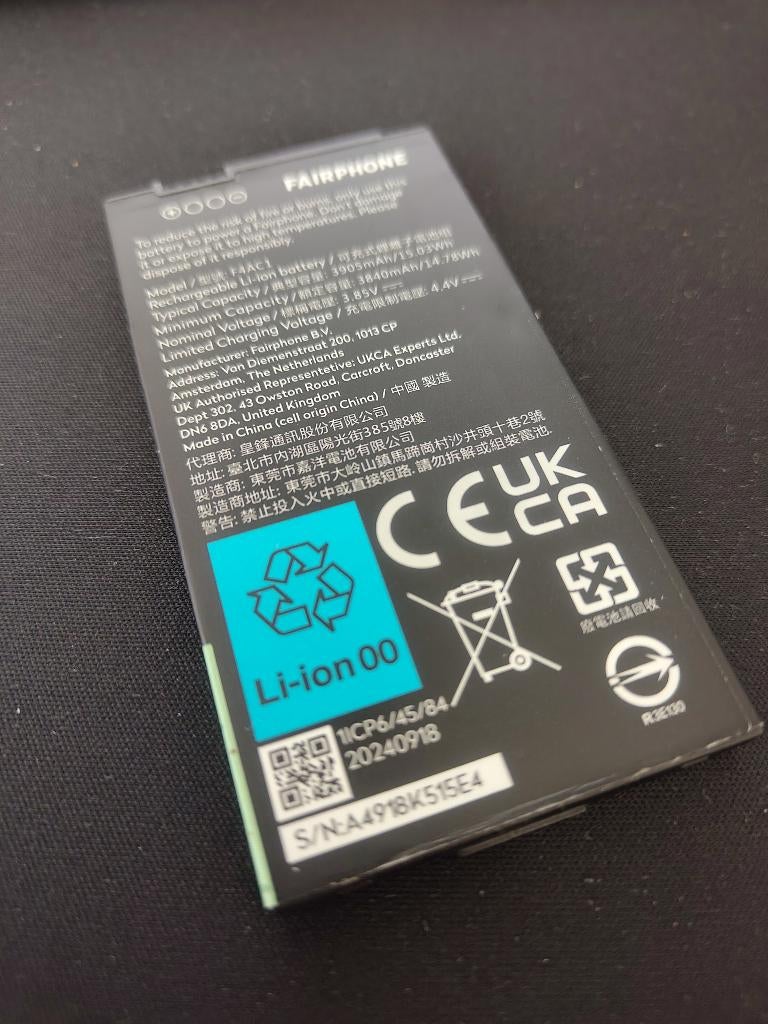 FAIRPHONE
To reduce the risk of fire or burns, only use this
battery to power a Fairphone. Don't damage
it or expose it to high temperatures. Please
dispose of it responsibly.
Model / 型號: F4AC1
Rechargeable Li-ion battery / 可充式鋰離子電池組
Typical Capacity / 典型容量: 3905mAh/15.03Wh
Minimum Capacity / 額定容量: 3840mAh/14.78Wh
Nominal Voltage / 標稱電壓: 3.85V
Limited Charging Voltage / 充電限制電壓: 4.4V
Manufacturer: Fairphone B.V.
Address: Van Diemenstraat 200, 1013 CP
Amsterdam, The Netherlands
UK Authorised Representetive: UKCA Experts Ltd.
Dept 302. 43 Owston Road, Carcroft, Doncaster
DN6 8DA, United Kingdom
Made in China (cell origin China) / 中國 製造
代理商: 皇鋒通訊股份有限公司
地址: 臺北市內湖區陽光街385號8樓
製造商: 東莞市嘉洋電池有限公司
製造商地址: 東莞市大岭山鎮馬蹄崗村沙井頭十巷2號
警告: 禁止投入火中或直接短路. 請勿拆解或組裝電池.
CE
UK
CA
廢電池請回收
Li-ion 00
R3E130
1ICP6/45/84
20240918
S/N:A4918K515E4